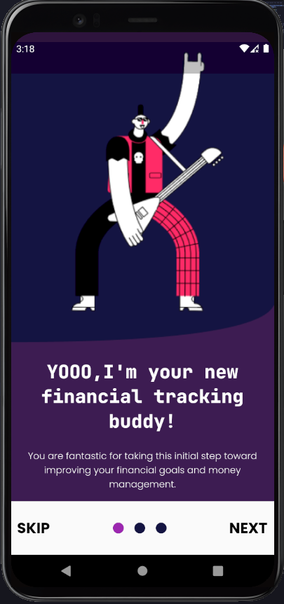 3:18
YOOO,I'm your new
financial tracking
buddy!
You are fantastic for taking this initial step toward
improving your financial goals and money
management.
SKIP NEXT